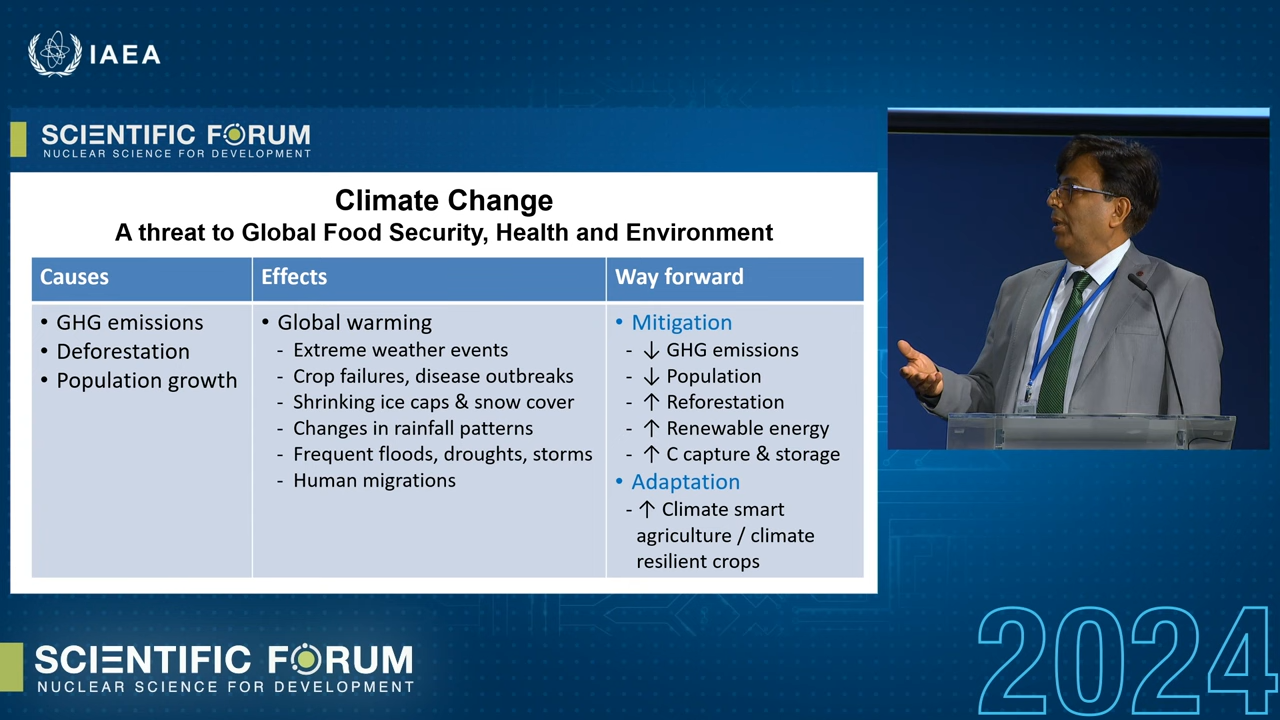 IAEA
SCIENTIFIC FORUM
NUCLEAR SCIENCE FOR DEVELOPMENT
Climate Change
A threat to Global Food Security, Health and Environment
Causes
• GHG emissions
• Deforestation
• Population growth
Effects
• Global warming
- Extreme weather events
- Crop failures, disease outbreaks
- Shrinking ice caps & snow cover
- Changes in rainfall patterns
- Frequent floods, droughts, storms
- Human migrations
Way forward
• Mitigation
- ↓ GHG emissions
- ↓ Population
- ↑ Reforestation
- ↑ Renewable energy
- ↑ C capture & storage
• Adaptation
- ↑ Climate smart
agriculture / climate
resilient crops
SCIENTIFIC FORUM
NUCLEAR SCIENCE FOR DEVELOPMENT
2024